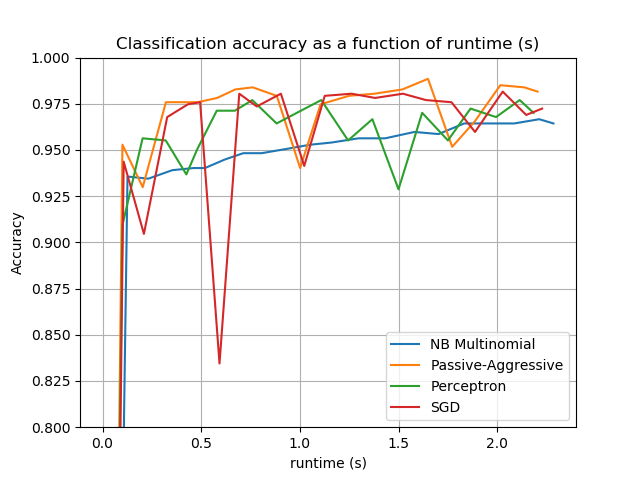 Classification accuracy as a function of runtime (s)
1.000
0.975
0.950
0.925
0.900
0.875
0.850
0.825
0.800
Accuracy
NB Multinomial
Passive-Aggressive
Perceptron
SGD
0.0 0.5 1.0 1.5 2.0
runtime (s)